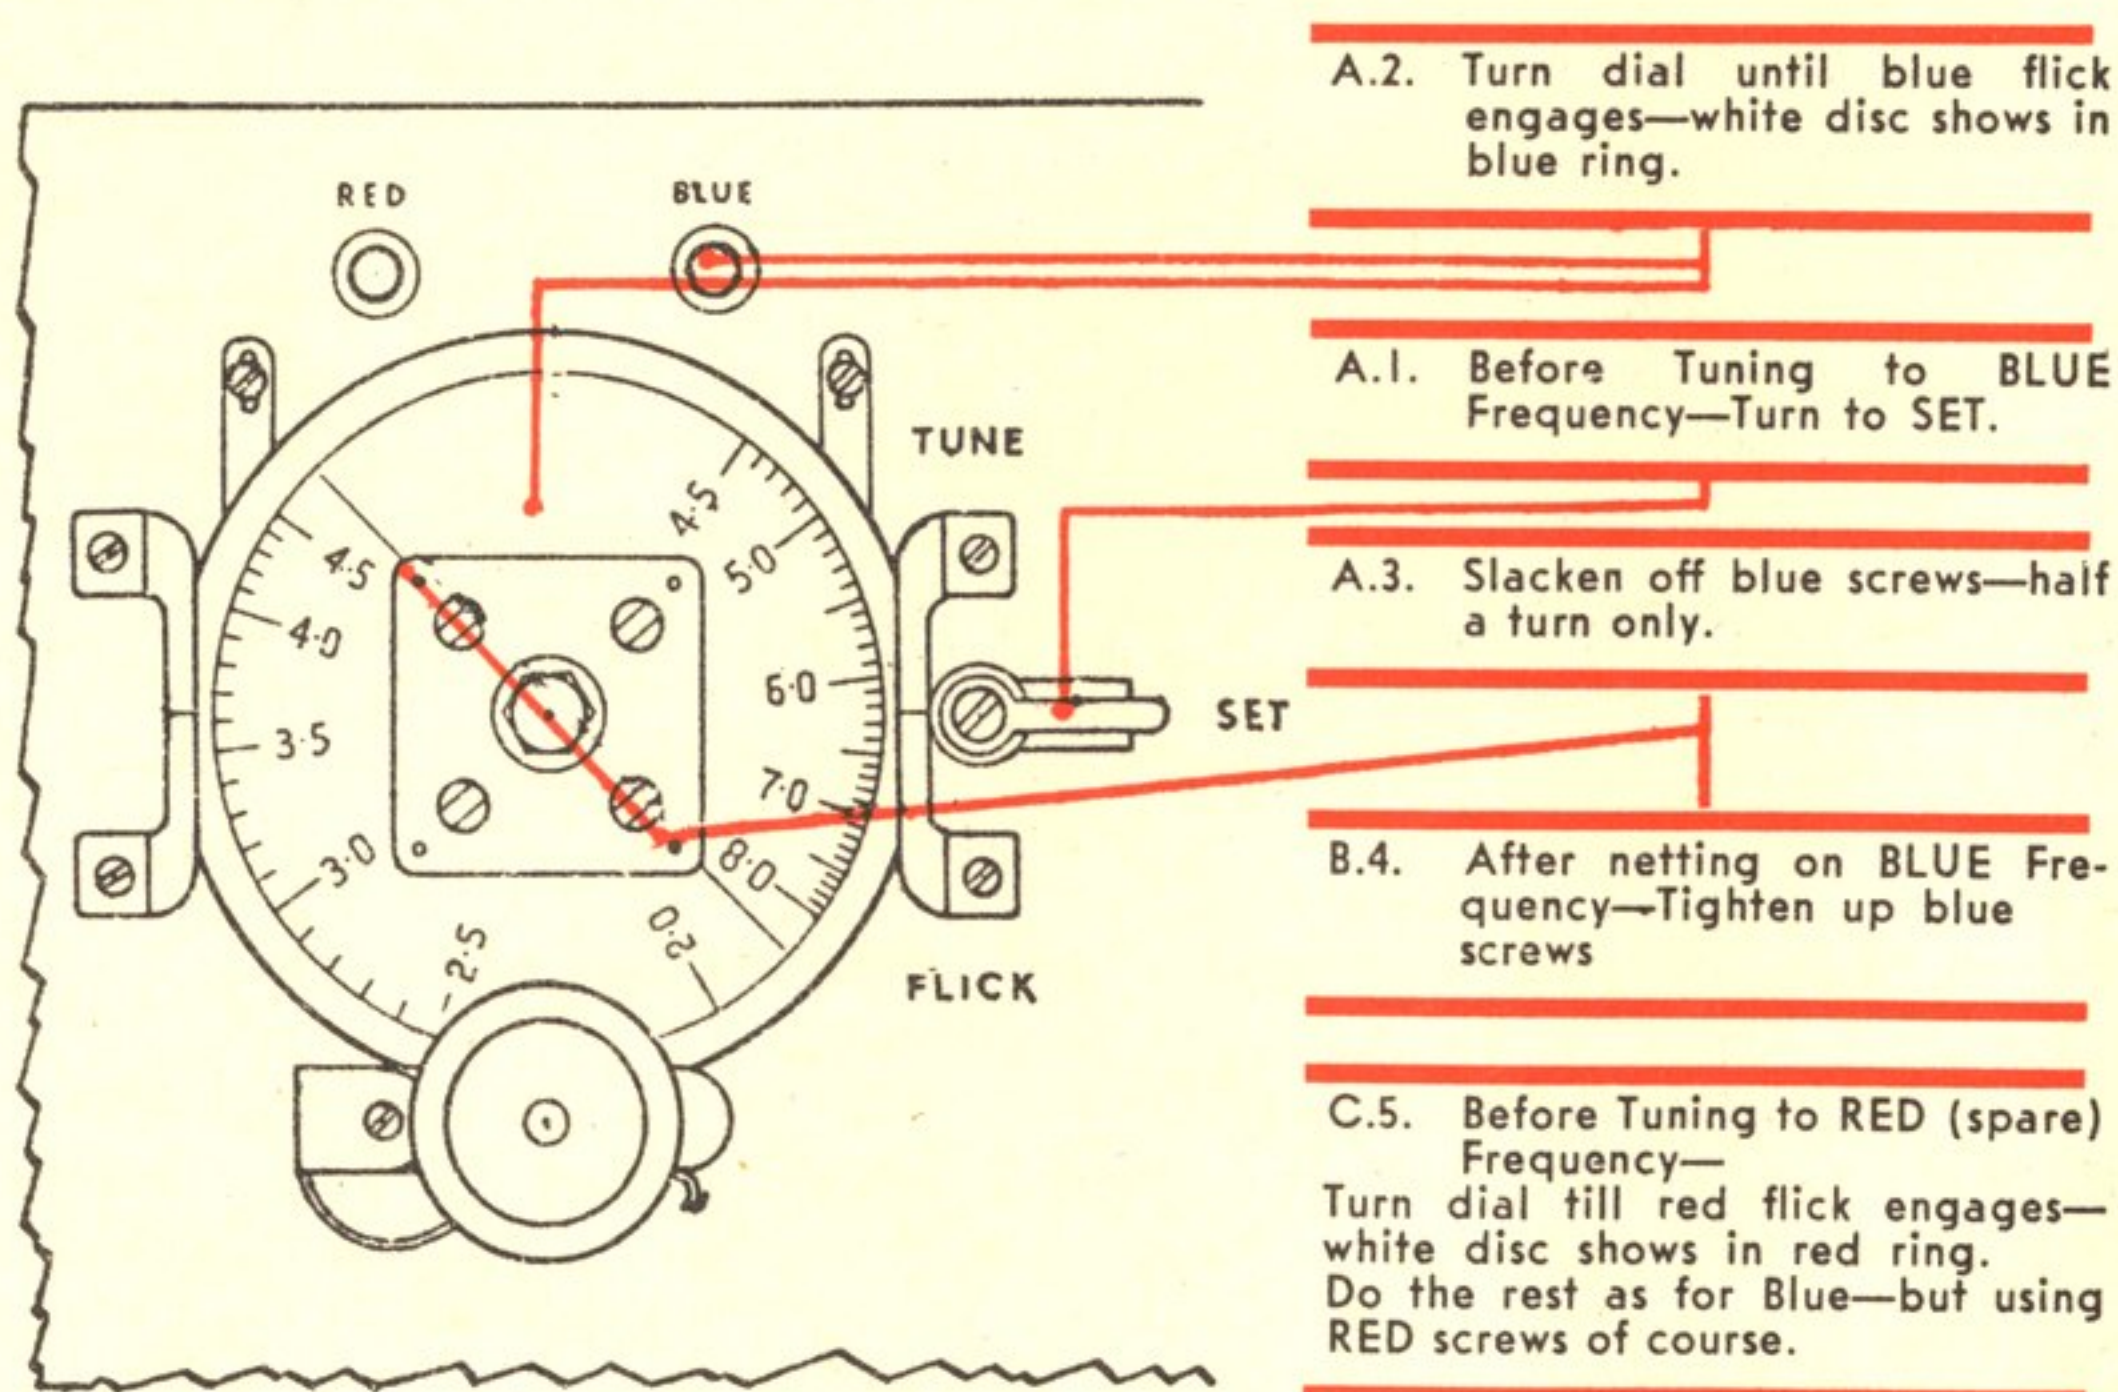 RED
BLUE
TUNE
4.5
5.0
6.0
7.0
8.0
4.5
4.0
3.5
3.0
2.5
2.0
SET
FLICK
A.2. Turn dial until blue flick
engages—white disc shows in
blue ring.
A.1. Before Tuning to BLUE
Frequency—Turn to SET.
A.3. Slacken off blue screws—half
a turn only.
B.4. After netting on BLUE Fre-
quency—Tighten up blue
screws
C.5. Before Tuning to RED (spare)
Frequency—
Turn dial till red flick engages—
white disc shows in red ring.
Do the rest as for Blue—but using
RED screws of course.